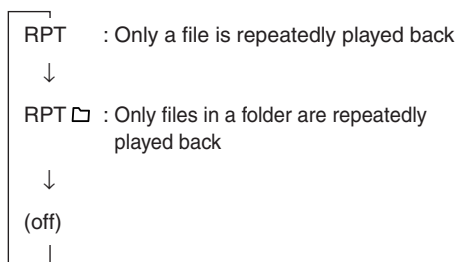 RPT : Only a file is repeatedly played back
↓
RPT : Only files in a folder are repeatedly
played back
↓
(off)